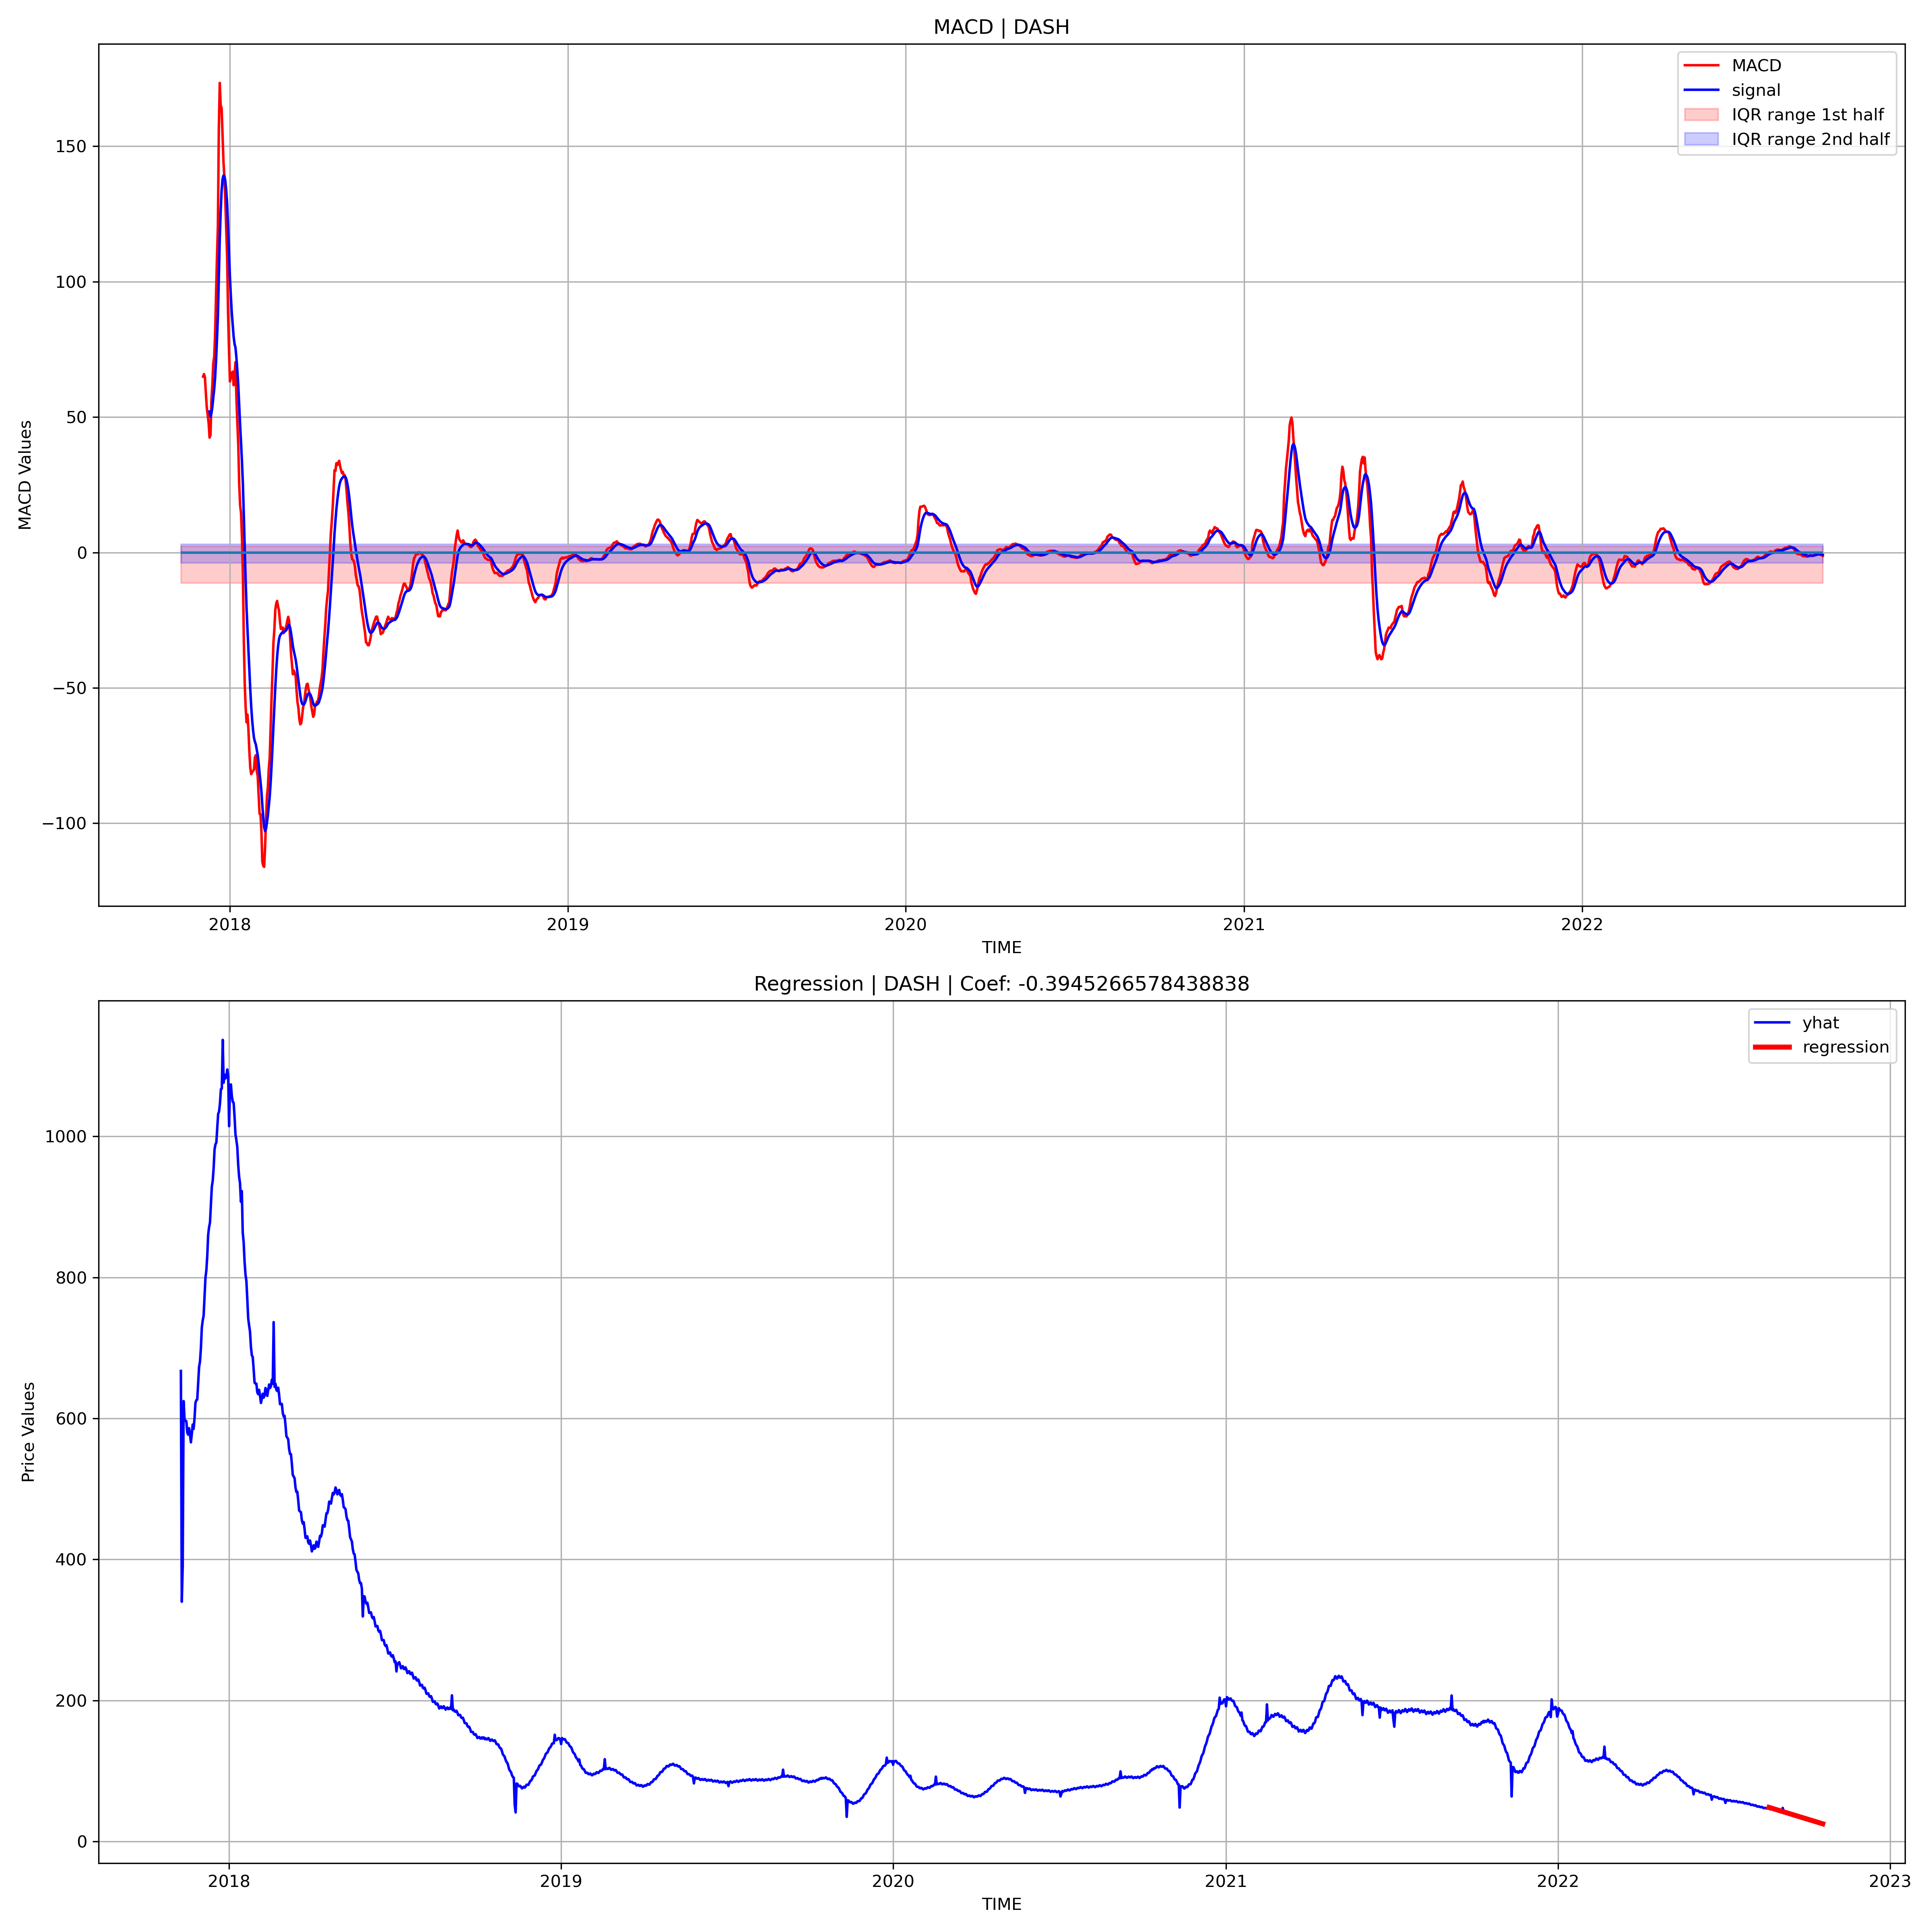 MACD | DASH
MACD
signal
IQR range 1st half
IQR range 2nd half
MACD Values
150
100
50
0
−50
−100
2018
2019
2020
2021
2022
TIME
Regression | DASH | Coef: -0.3945266578438838
yhat
regression
Price Values
1000
800
600
400
200
0
2018
2019
2020
2021
2022
2023
TIME